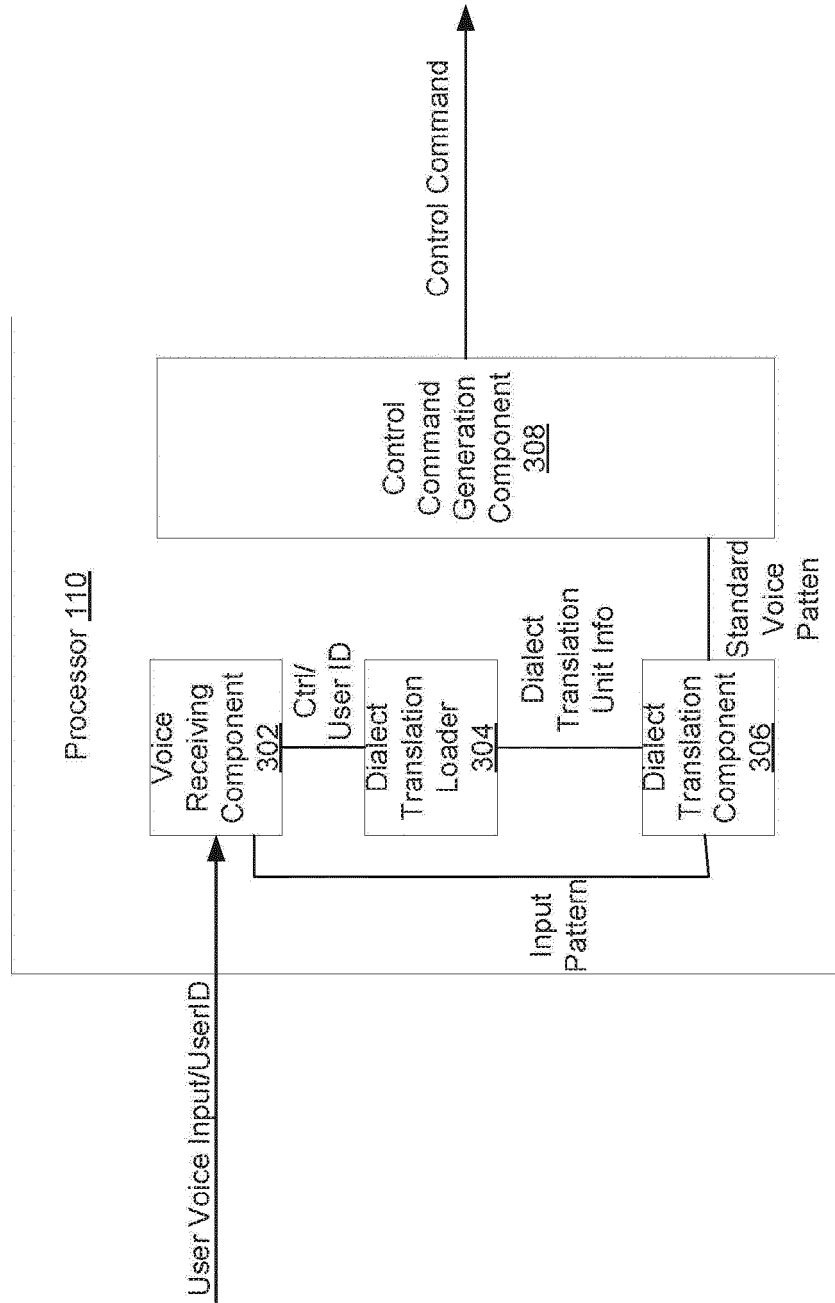 Processor 110
User Voice Input/UserID
Voice
Receiving
Component
302
Ctrl/
User ID
Dialect
Translation
Loader
304
Input
Pattern
Dialect
Translation
Unit Info
Dialect
Translation
Component
306
Standard
Voice
Patten
Control
Command
Generation
Component
308
Control Command